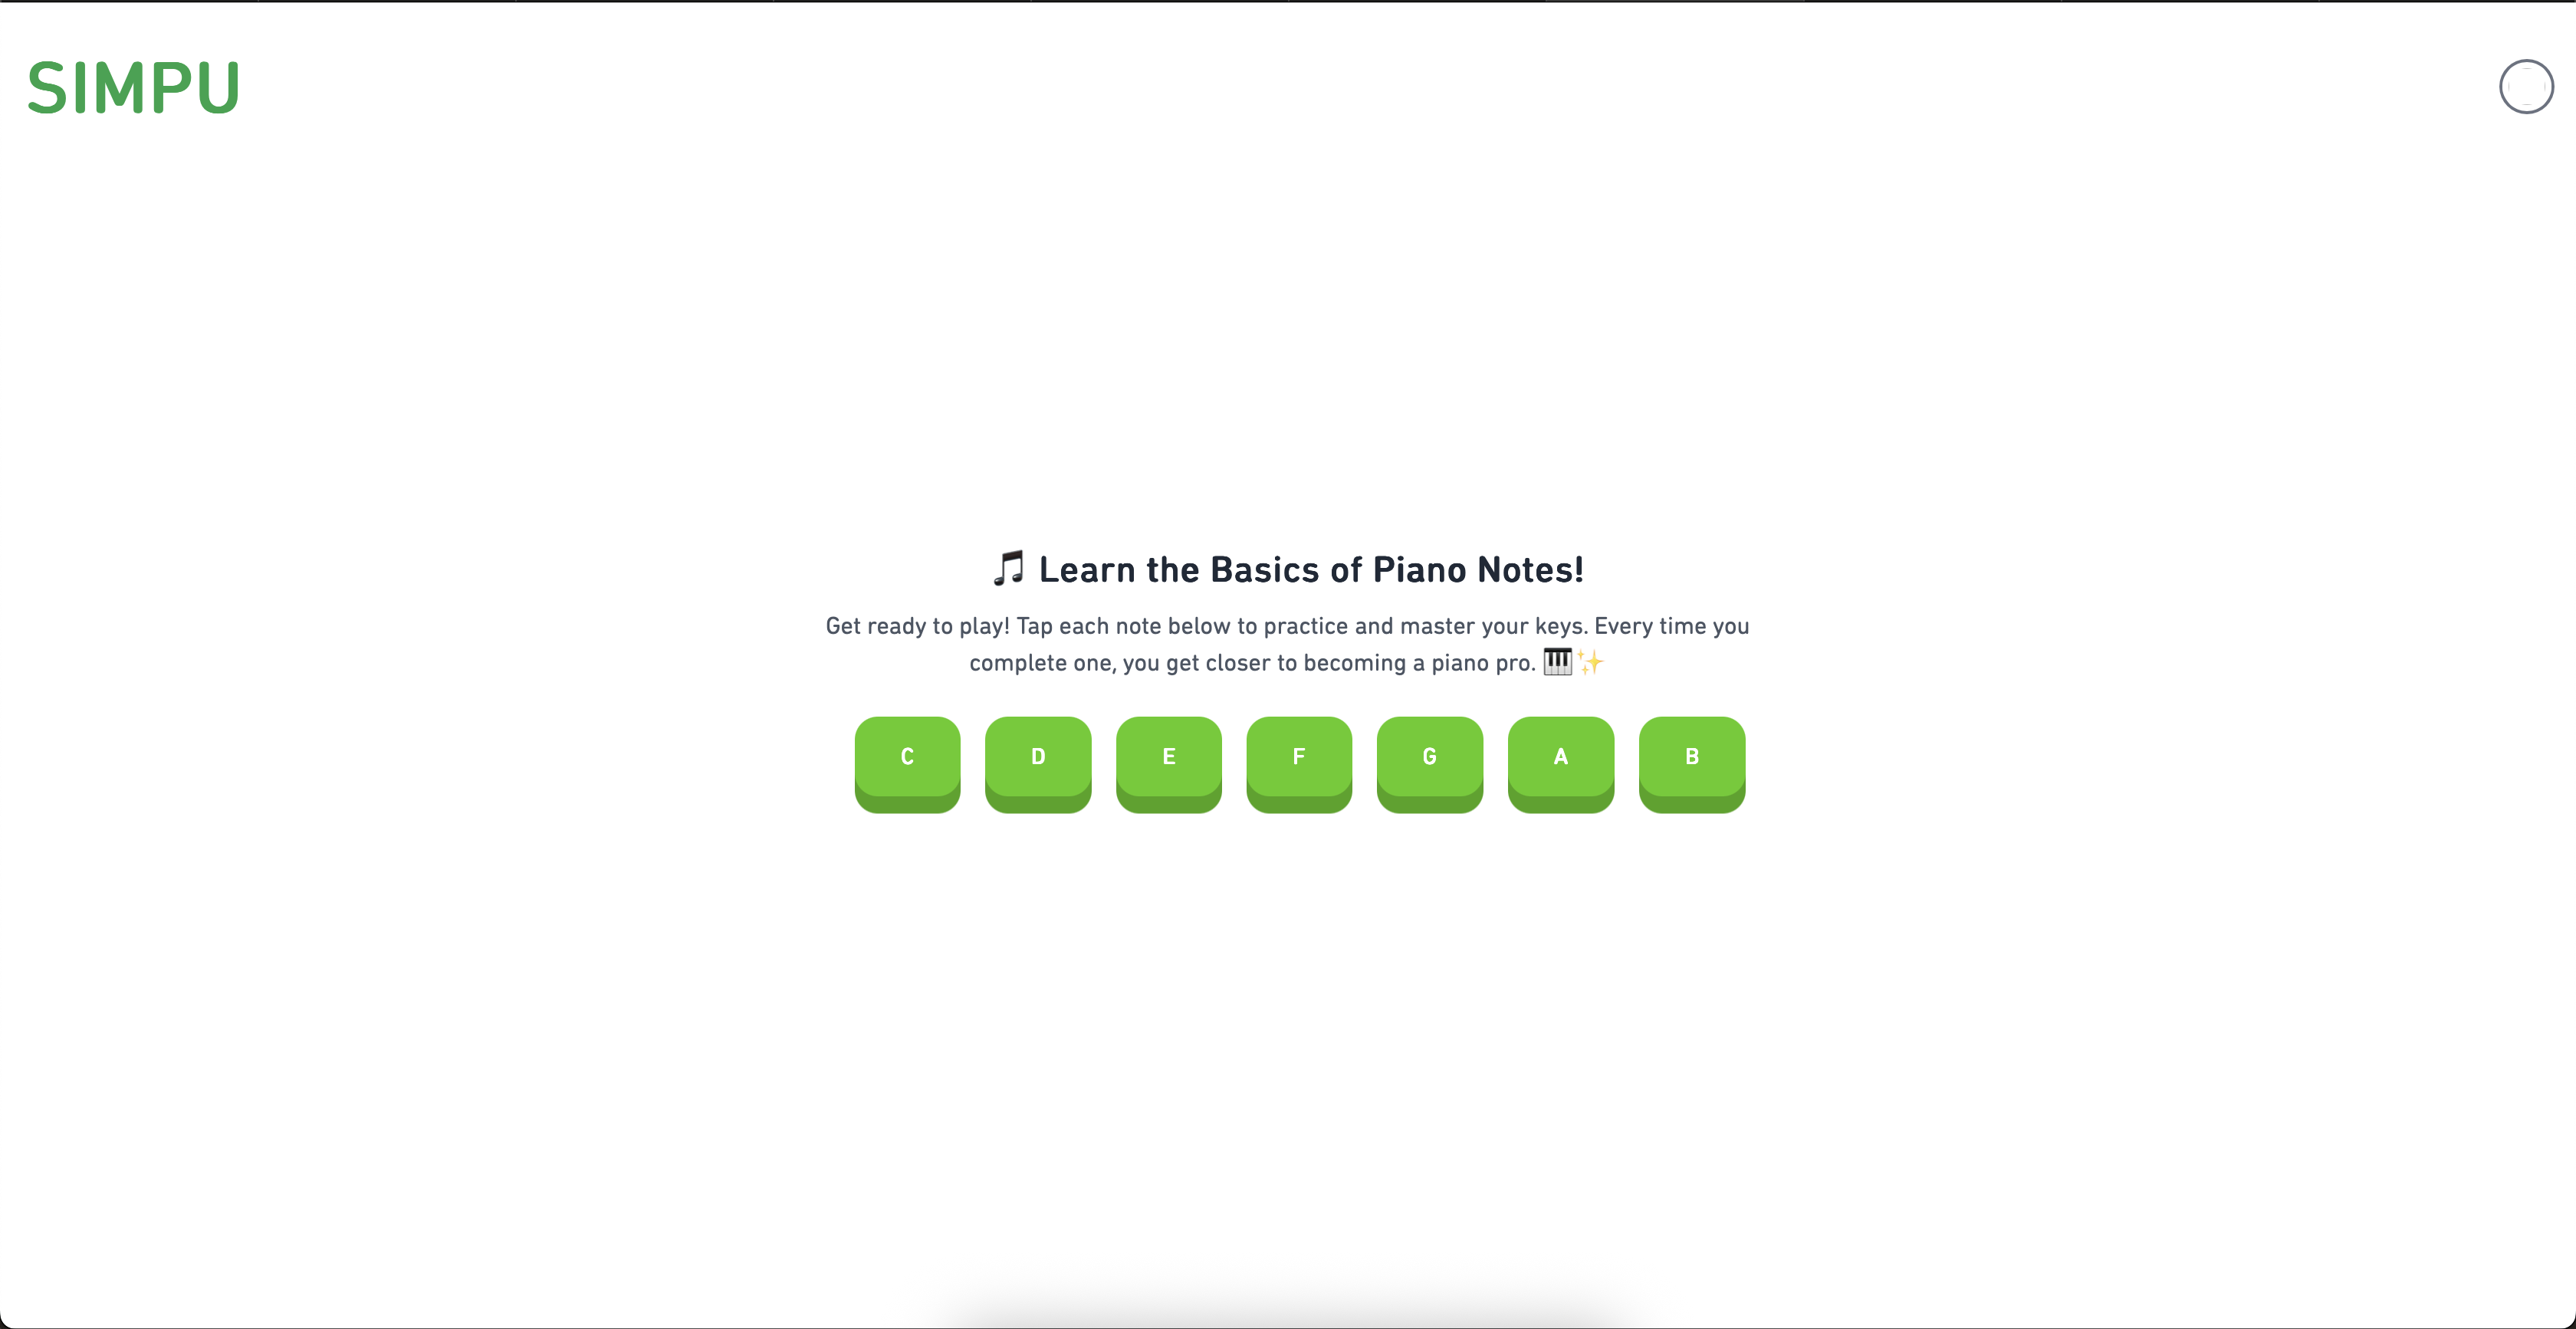 SIMPU
🎵 Learn the Basics of Piano Notes!
Get ready to play! Tap each note below to practice and master your keys. Every time you
complete one, you get closer to becoming a piano pro. 🎹✨
C D E F G A B